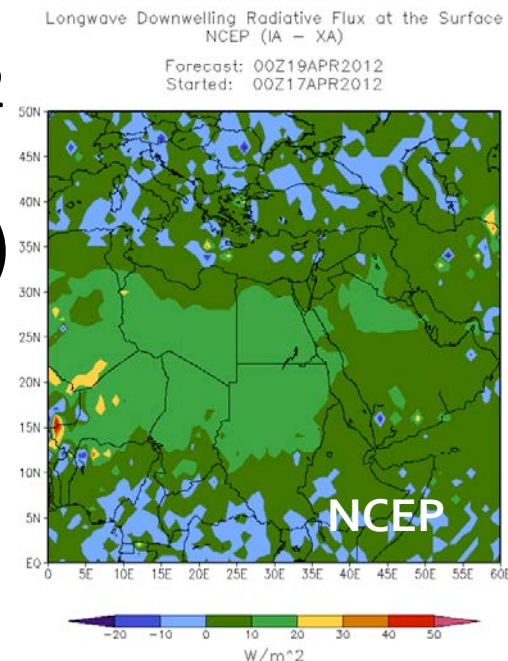 Longwave Downwelling Radiative Flux at the Surface
NCEP (IA – XA)
Forecast: 00Z19APR2012
Started: 00Z17APR2012
50N
45N
40N
35N
30N
25N
20N
15N
10N
5N
EQ
NCEP
0 5E 10E 15E 20E 25E 30E 35E 40E 45E 50E 55E 60E
-20 -10 0 10 20 30 40 50
W/m^2